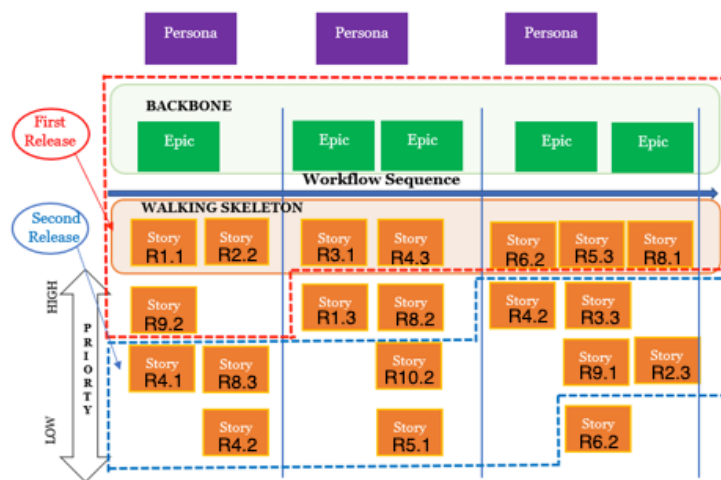 Persona
Persona
Persona
BACKBONE
First
Release
Epic
Epic
Epic
Epic
Epic
Workflow Sequence
WALKING SKELETON
Second
Release
Story
R1.1
Story
R2.2
Story
R3.1
Story
R4.3
Story
R6.2
Story
R5.3
Story
R8.1
HIGH
PRIORTY
LOW
Story
R9.2
Story
R1.3
Story
R8.2
Story
R4.2
Story
R3.3
Story
R4.1
Story
R8.3
Story
R10.2
Story
R9.1
Story
R2.3
Story
R4.2
Story
R5.1
Story
R6.2